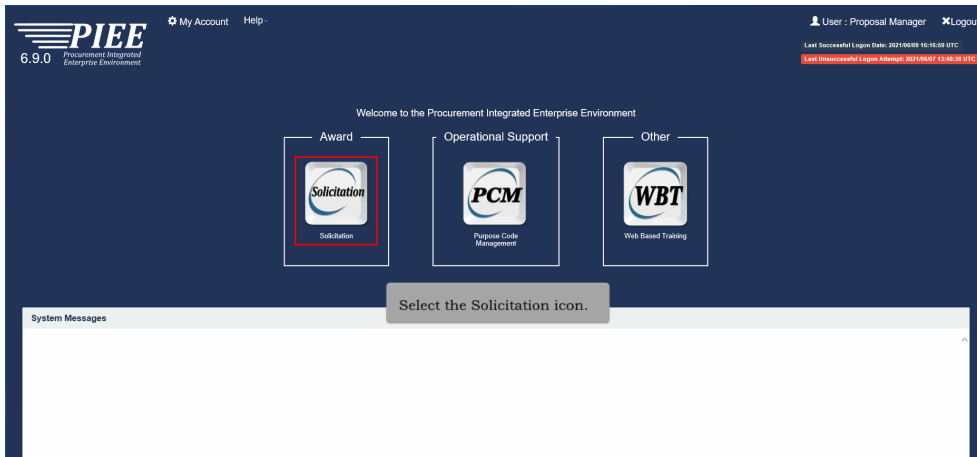 PIEE
6.9.0 Procurement Integrated
Enterprise Environment
My Account Help
User : Proposal Manager Logou
Last Successful Logon Date: 2021/06/09 16:16:59 UTC
Last Unsuccessful Logon Attempt: 2021/06/07 13:48:38 UTC
Welcome to the Procurement Integrated Enterprise Environment
Award
Operational Support
Other
Solicitation
PCM
WBT
Solicitation
Purpose Code
Management
Web Based Training
Select the Solicitation icon.
System Messages